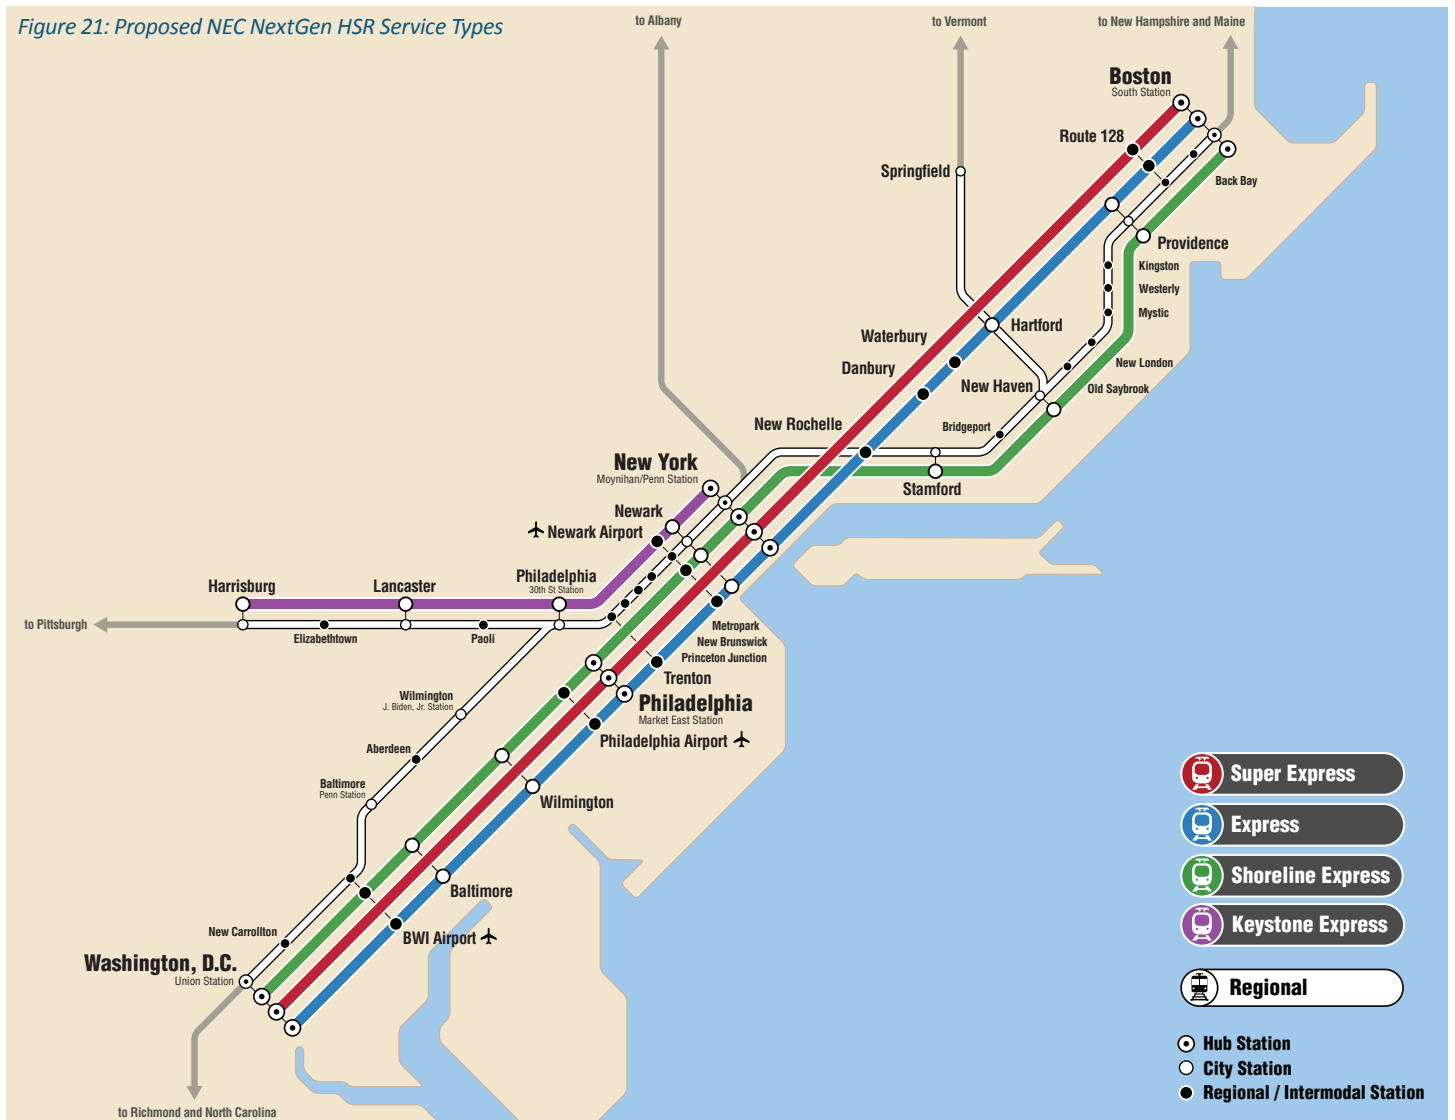 Figure 21: Proposed NEC NextGen HSR Service Types
to Albany
to Vermont
to New Hampshire and Maine
Boston
South Station
Route 128
Springfield
Back Bay
Providence
Kingston
Westerly
Mystic
Hartford
Waterbury
Danbury
New London
New Haven
Old Saybrook
New Rochelle
Bridgeport
New York
Moynihan/Penn Station
Stamford
Newark
Newark Airport
Harrisburg
Lancaster
Philadelphia
30th St Station
to Pittsburgh
Elizabethtown
Paoli
Metropark
New Brunswick
Princeton Junction
Trenton
Wilmington
J. Biden, Jr. Station
Philadelphia
Market East Station
Philadelphia Airport
Aberdeen
Baltimore
Penn Station
Wilmington
Baltimore
New Carrollton
BWI Airport
Washington, D.C.
Union Station
to Richmond and North Carolina
Super Express
Express
Shoreline Express
Keystone Express
Regional
Hub Station
City Station
Regional / Intermodal Station